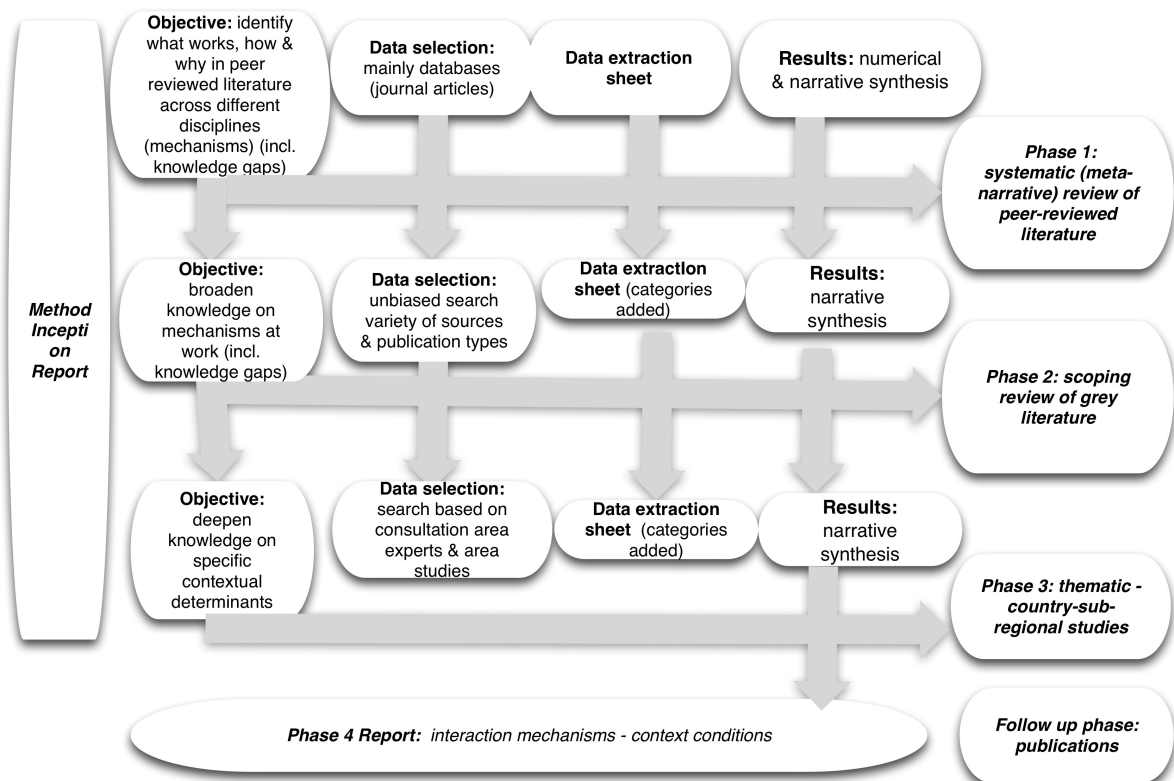 Method
Incepti
on
Report
Objective: identify
what works, how &
why in peer
reviewed literature
across different
disciplines
(mechanisms) (incl.
knowledge gaps)
Data selection:
mainly databases
(journal articles)
Data extraction
sheet
Results: numerical
& narrative synthesis
Phase 1:
systematic (meta-
narrative) review of
peer-reviewed
literature
Objective:
broaden
knowledge on
mechanisms at
work (incl.
knowledge gaps)
Data selection:
unbiased search
variety of sources
& publication types
Data extraction
sheet (categories
added)
Results:
narrative
synthesis
Phase 2: scoping
review of grey
literature
Objective:
deepen
knowledge on
specific
contextual
determinants
Data selection:
search based on
consultation area
experts & area
studies
Data extraction
sheet (categories
added)
Results:
narrative
synthesis
Phase 3: thematic -
country-sub-
regional studies
Phase 4 Report: interaction mechanisms - context conditions
Follow up phase:
publications